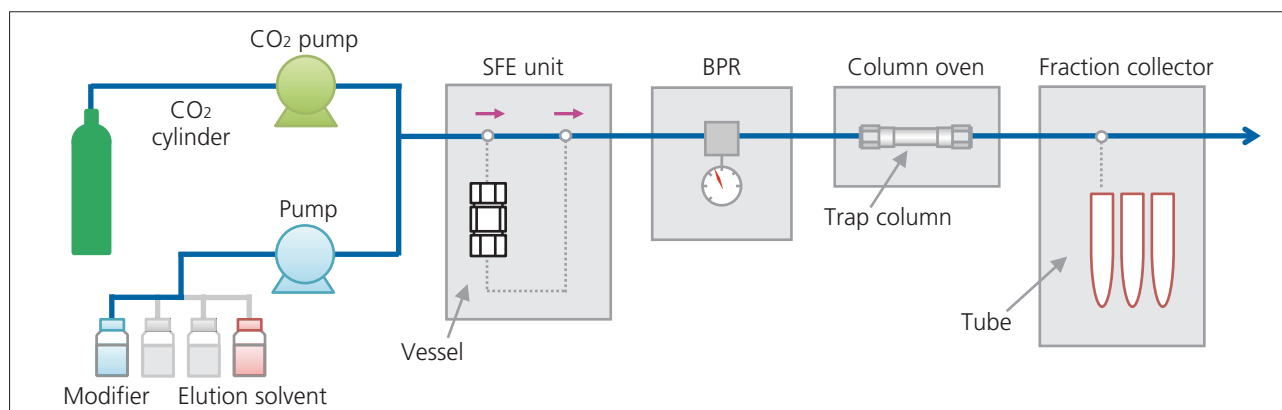 CO₂ pump
SFE unit
BPR
Column oven
Fraction collector
CO₂
cylinder
Pump
Trap column
Vessel
Tube
Modifier
Elution solvent